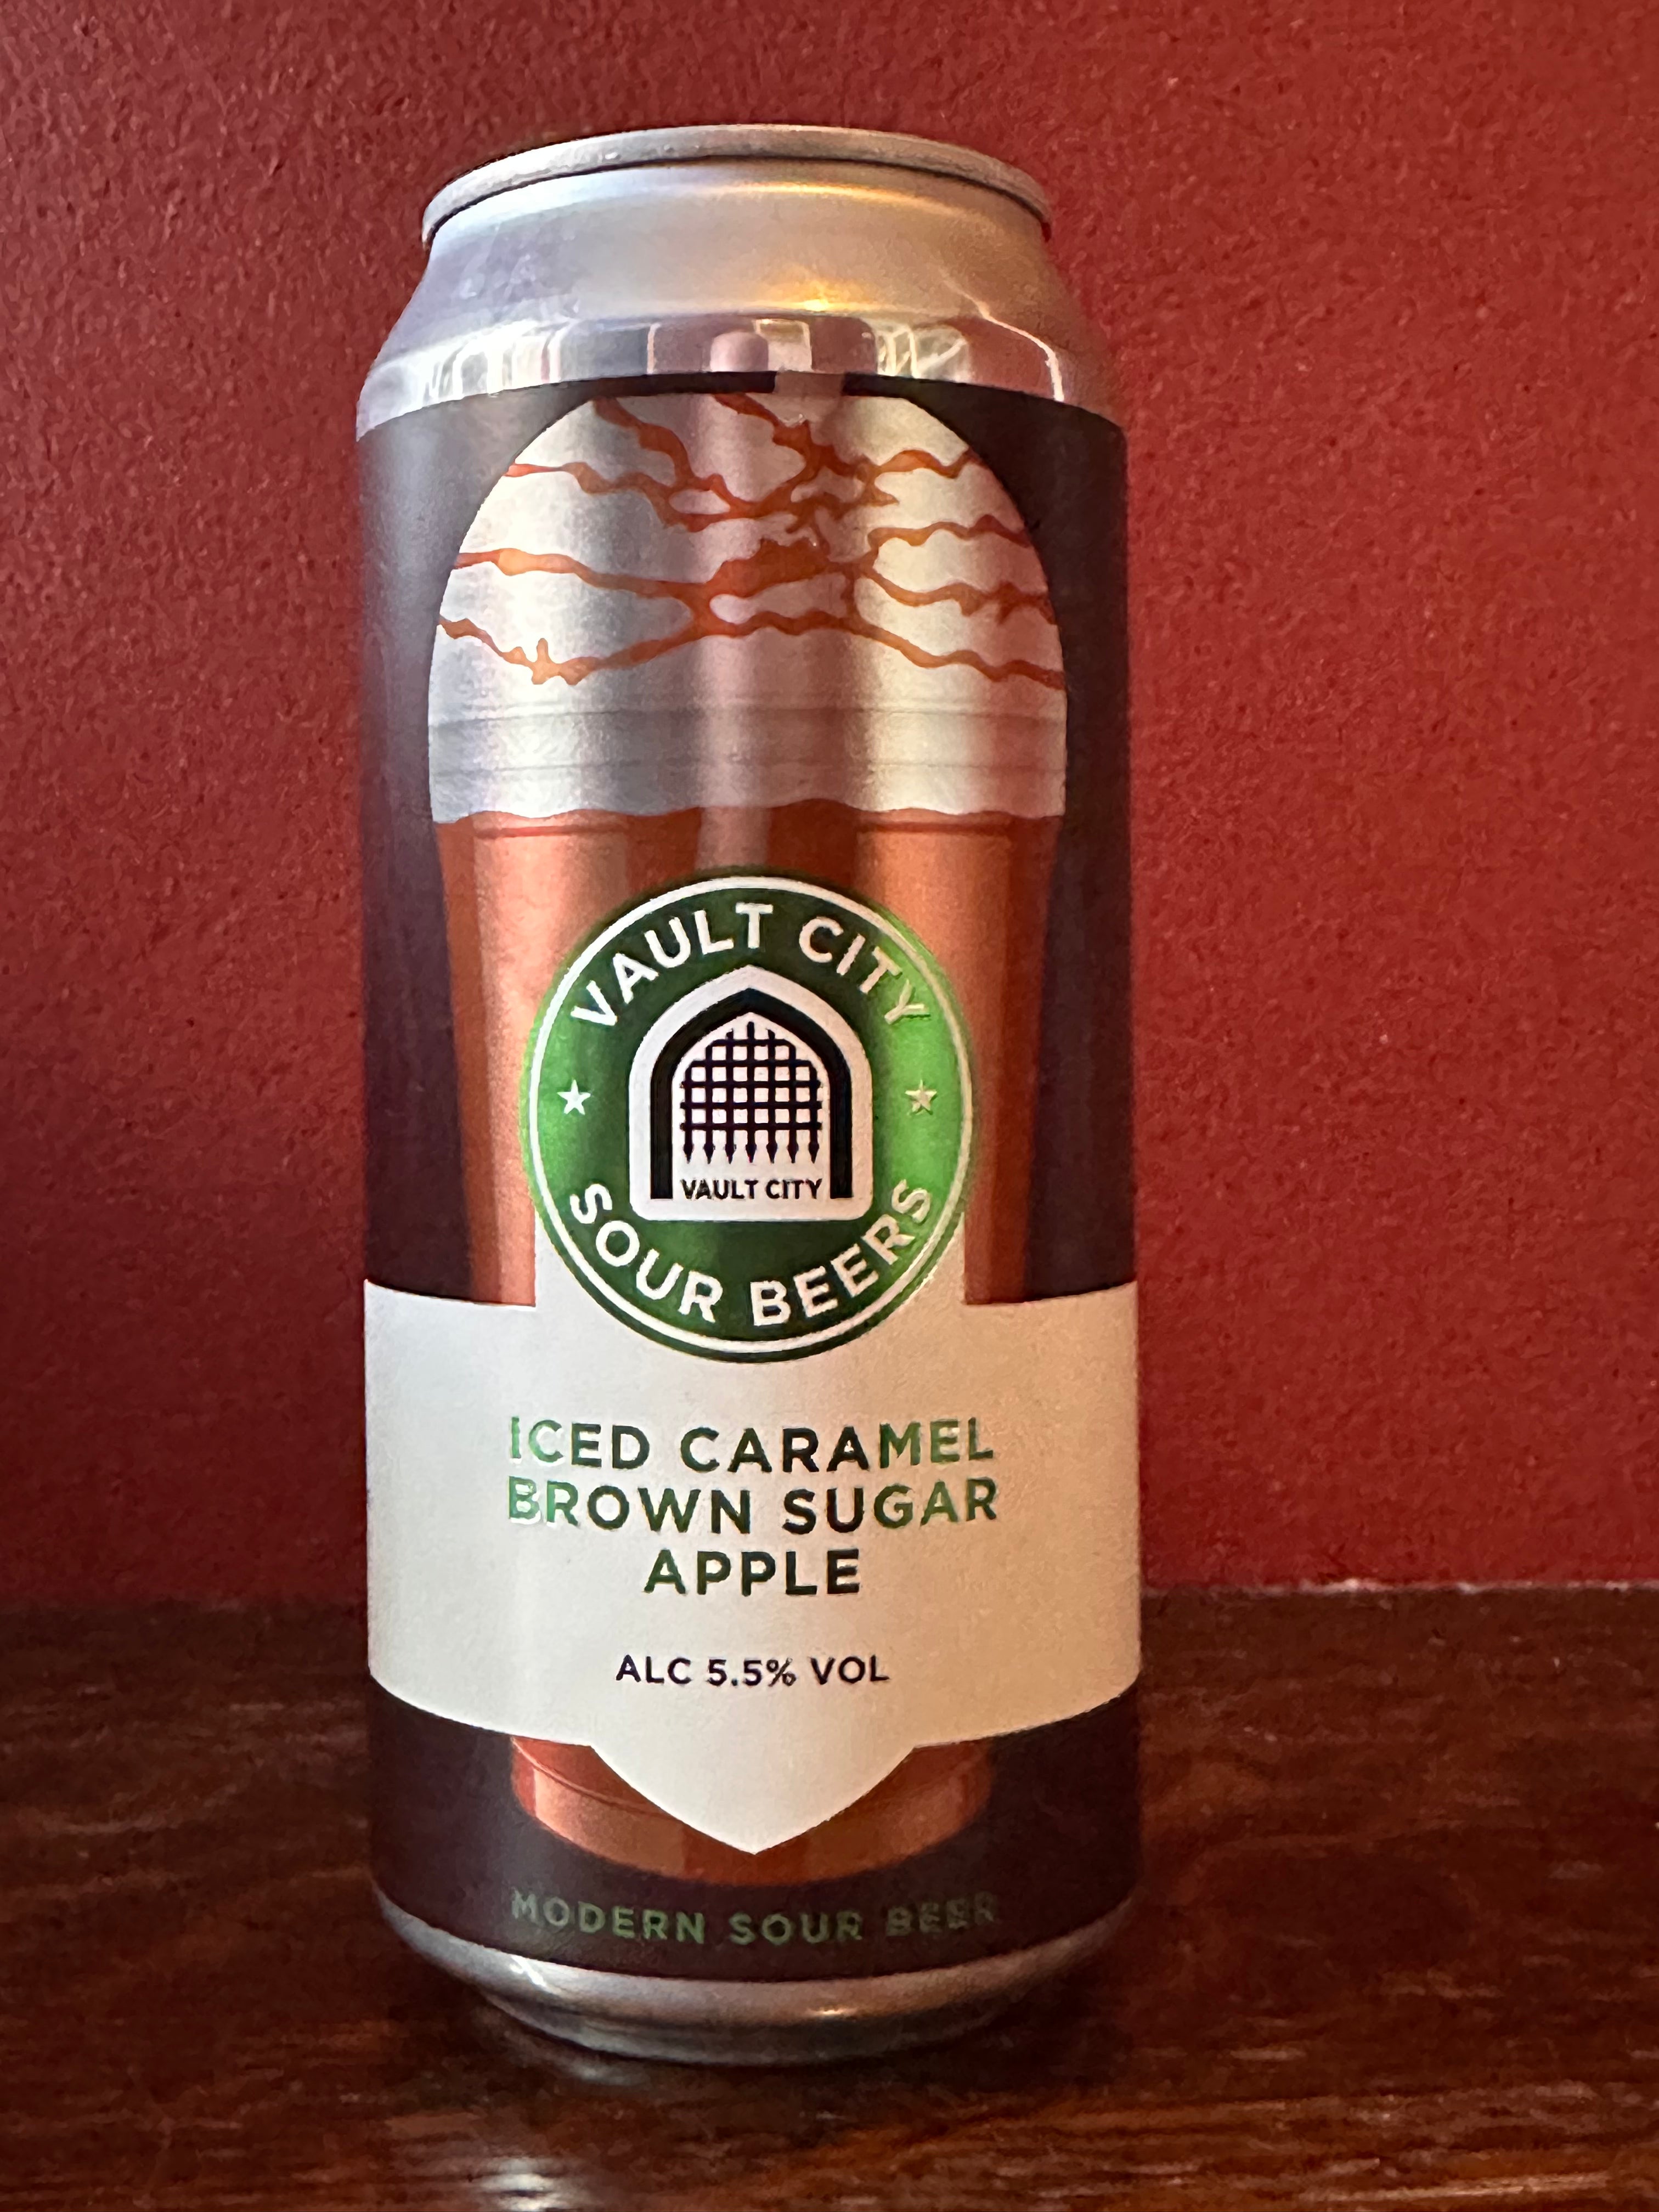 VAULT CITY
VAULT CITY
SOUR BEERS
ICED CARAMEL
BROWN SUGAR
APPLE
ALC 5.5% VOL
MODERN SOUR BEER